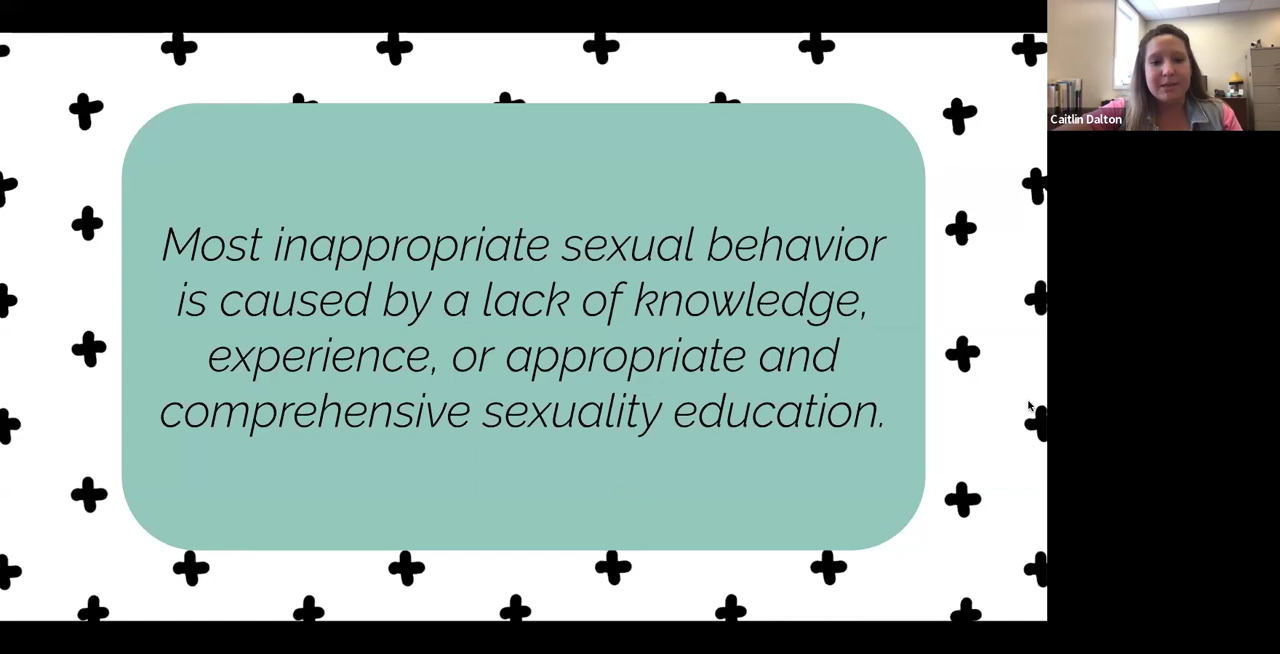 Most inappropriate sexual behavior
is caused by a lack of knowledge,
experience, or appropriate and
comprehensive sexuality education.
Caitlin Dalton